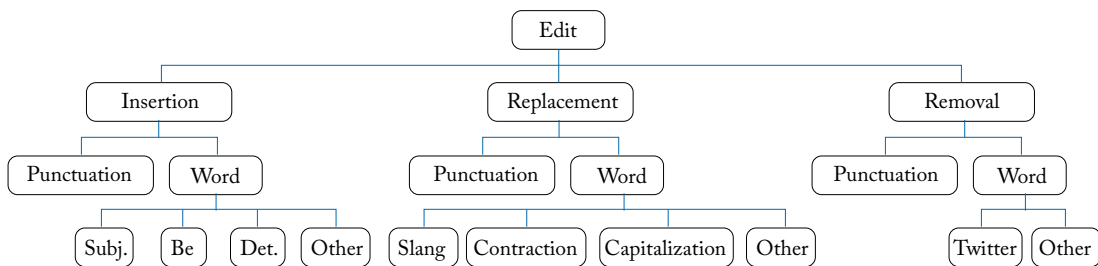 Edit
Insertion Replacement Removal
Punctuation Word Punctuation Word Punctuation Word
Subj. Be Det. Other Slang Contraction Capitalization Other Twitter Other